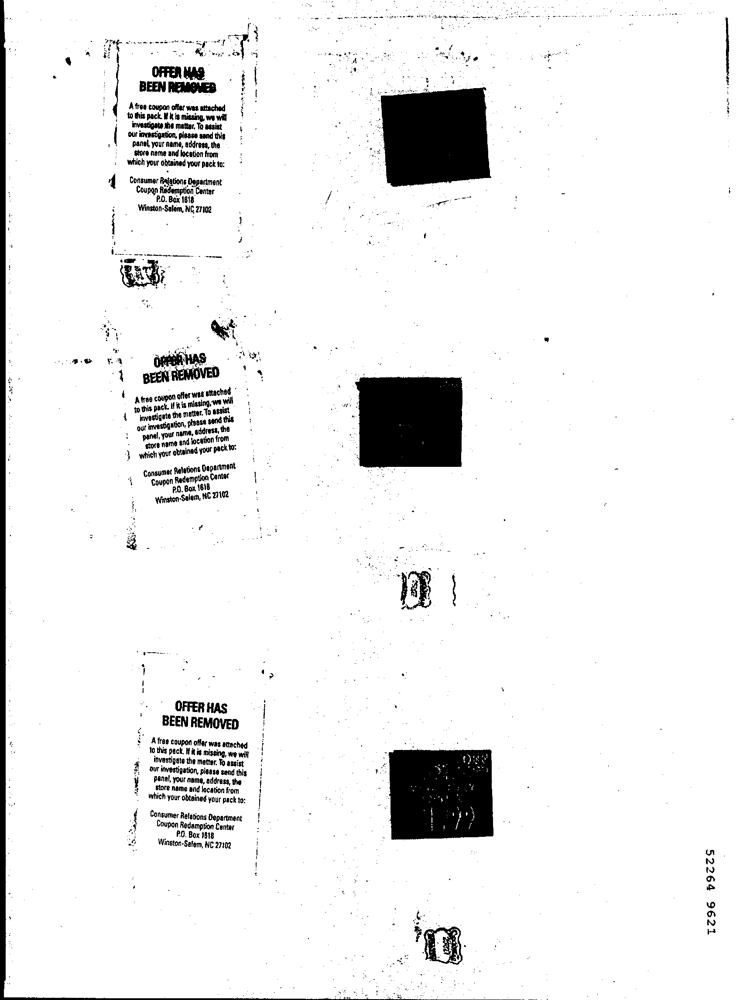 OFFER HAS
BEEN REMOVED
A free coupon offer was attached
to this pack. If it is missing, we will
investigate the matter. To assist
our investigation, please send this
panel, your name, address, the
store name and location from
which your obtained your pack to:
Consumer Relations Department
Coupon Redemption Center
P.O. Box 1618
Winston-Salem, NC 27102
OFFER HAS
BEEN REMOVED
A free coupon offer was attached
to this pack. If it is missing, we will
investigate the matter. To assist
our investigation, please send this
panel, your name, address, the
store name and location from
which your obtained your pack to:
Consumer Relations Department
Coupon Redemption Center
P.O. Box 1618
Winston-Salem, NC 27102
OFFER HAS
BEEN REMOVED
A free coupon offer was attached
to this pack. If it is missing, we will
investigate the matter. To assist
our investigation, please send this
panel, your name, address, the
store name and location from
which your obtained your pack to:
Consumer Relations Department
Coupon Redemption Center
P.O. Box 1618
Winston-Salem, NC 27102
52264 9621